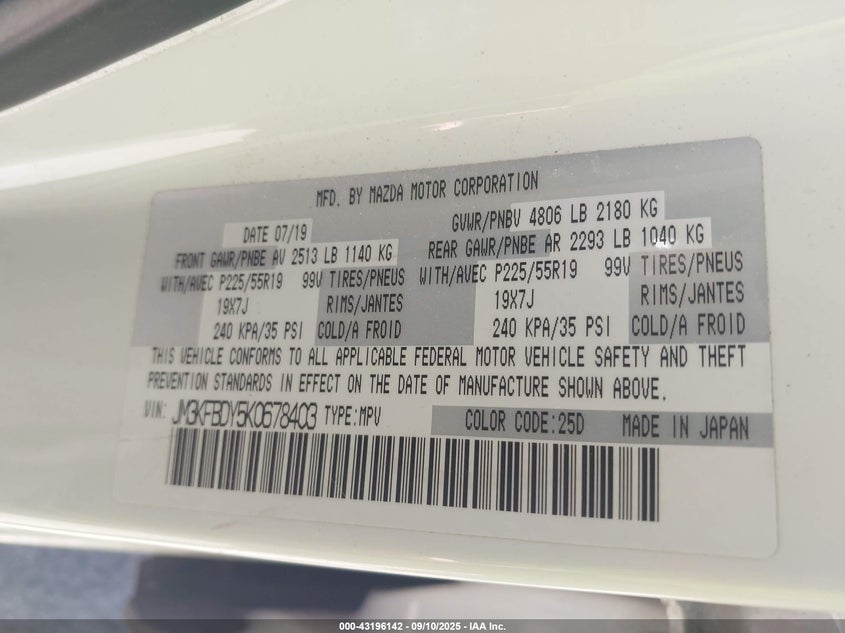 MFD. BY MAZDA MOTOR CORPORATION
DATE 07/19 GVWR/PNBV 4806 LB 2180 KG
FRONT GAWR/PNBE AV 2513 LB 1140 KG REAR GAWR/PNBE AR 2293 LB 1040 KG
WITH/AVEC P225/55R19 99V TIRES/PNEUS WITH/AVEC P225/55R19 99V TIRES/PNEUS
19X7J RIMS/JANTES 19X7J RIMS/JANTES
240 KPA/35 PSI COLD/A FROID 240 KPA/35 PSI COLD/A FROID
THIS VEHICLE CONFORMS TO ALL APPLICABLE FEDERAL MOTOR VEHICLE SAFETY AND THEFT
PREVENTION STANDARDS IN EFFECT ON THE DATE OF MANUFACTURE SHOWN ABOVE.
VIN: JM3KFBDY5K0678403 TYPE:MPV COLOR CODE:25D MADE IN JAPAN
000-43196142 - 09/10/2025 - IAA Inc.